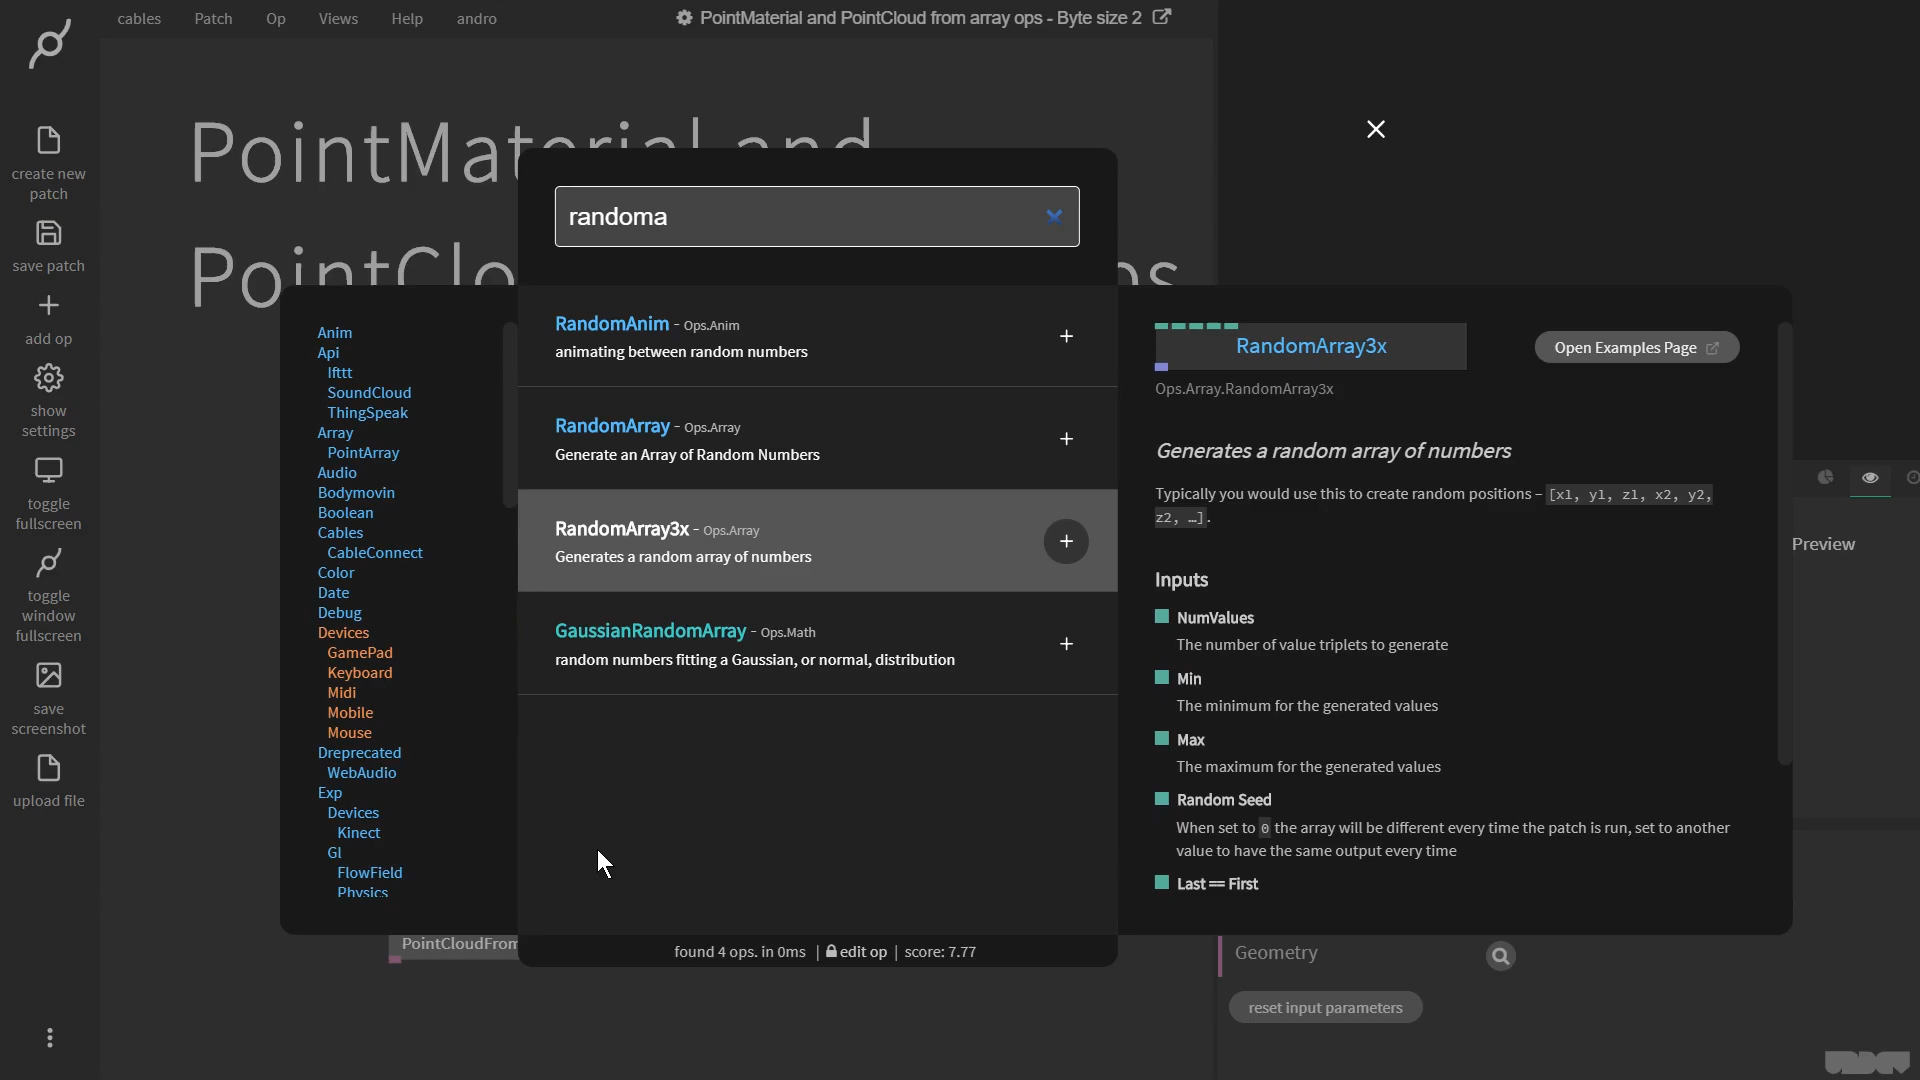 cables Patch Op Views Help andro
PointMaterial and PointCloud from array ops - Byte size 2
PointMaterial and
create new
patch
save patch
add op
show
settings
toggle
fullscreen
toggle
window
fullscreen
save
screenshot
upload file
randoma
Anim
Api
Ifttt
SoundCloud
ThingSpeak
Array
PointArray
Audio
Bodymovin
Boolean
Cables
CableConnect
Color
Date
Debug
Devices
GamePad
Keyboard
Midi
Mobile
Mouse
Dreprecated
WebAudio
Exp
Devices
Kinect
Gl
FlowField
Physics
RandomAnim - Ops.Anim
animating between random numbers
RandomArray - Ops.Array
Generate an Array of Random Numbers
RandomArray3x - Ops.Array
Generates a random array of numbers
GaussianRandomArray - Ops.Math
random numbers fitting a Gaussian, or normal, distribution
found 4 ops. in 0ms | edit op | score: 7.77
RandomArray3x
Open Examples Page
Ops.Array.RandomArray3x
Generates a random array of numbers
Typically you would use this to create random positions – [x1, y1, z1, x2, y2,
z2, …].
Inputs
NumValues
The number of value triplets to generate
Min
The minimum for the generated values
Max
The maximum for the generated values
Random Seed
When set to 0 the array will be different every time the patch is run, set to another
value to have the same output every time
Last == First
Preview
PointCloudFrom
Geometry
reset input parameters